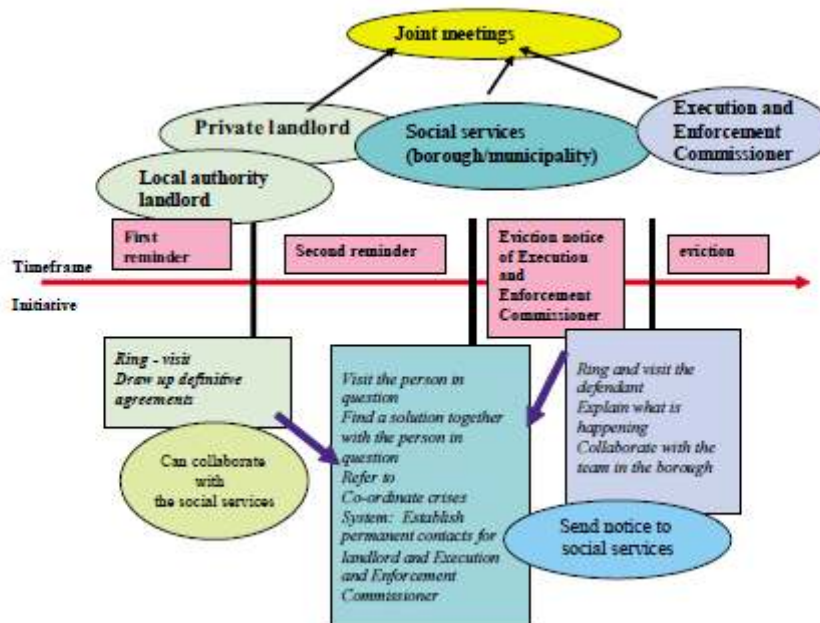 Joint meetings
Private landlord
Social services
(borough/municipality)
Execution and
Enforcement
Commissioner
Local authority
landlord
First
reminder
Second reminder
Eviction notice
of Execution
and
Enforcement
Commissioner
eviction
Timeframe
Initiative
Ring - visit
Draw up definitive
agreements
Can collaborate
with
the social services
Visit the person in
question
Find a solution together
with the person in
question
Refer to
Co-ordinate crises
System: Establish
permanent contacts for
landlord and Execution
and Enforcement
Commissioner
Ring and visit the
defendant
Explain what is
happening
Collaborate with the
team in the borough
Send notice to
social services